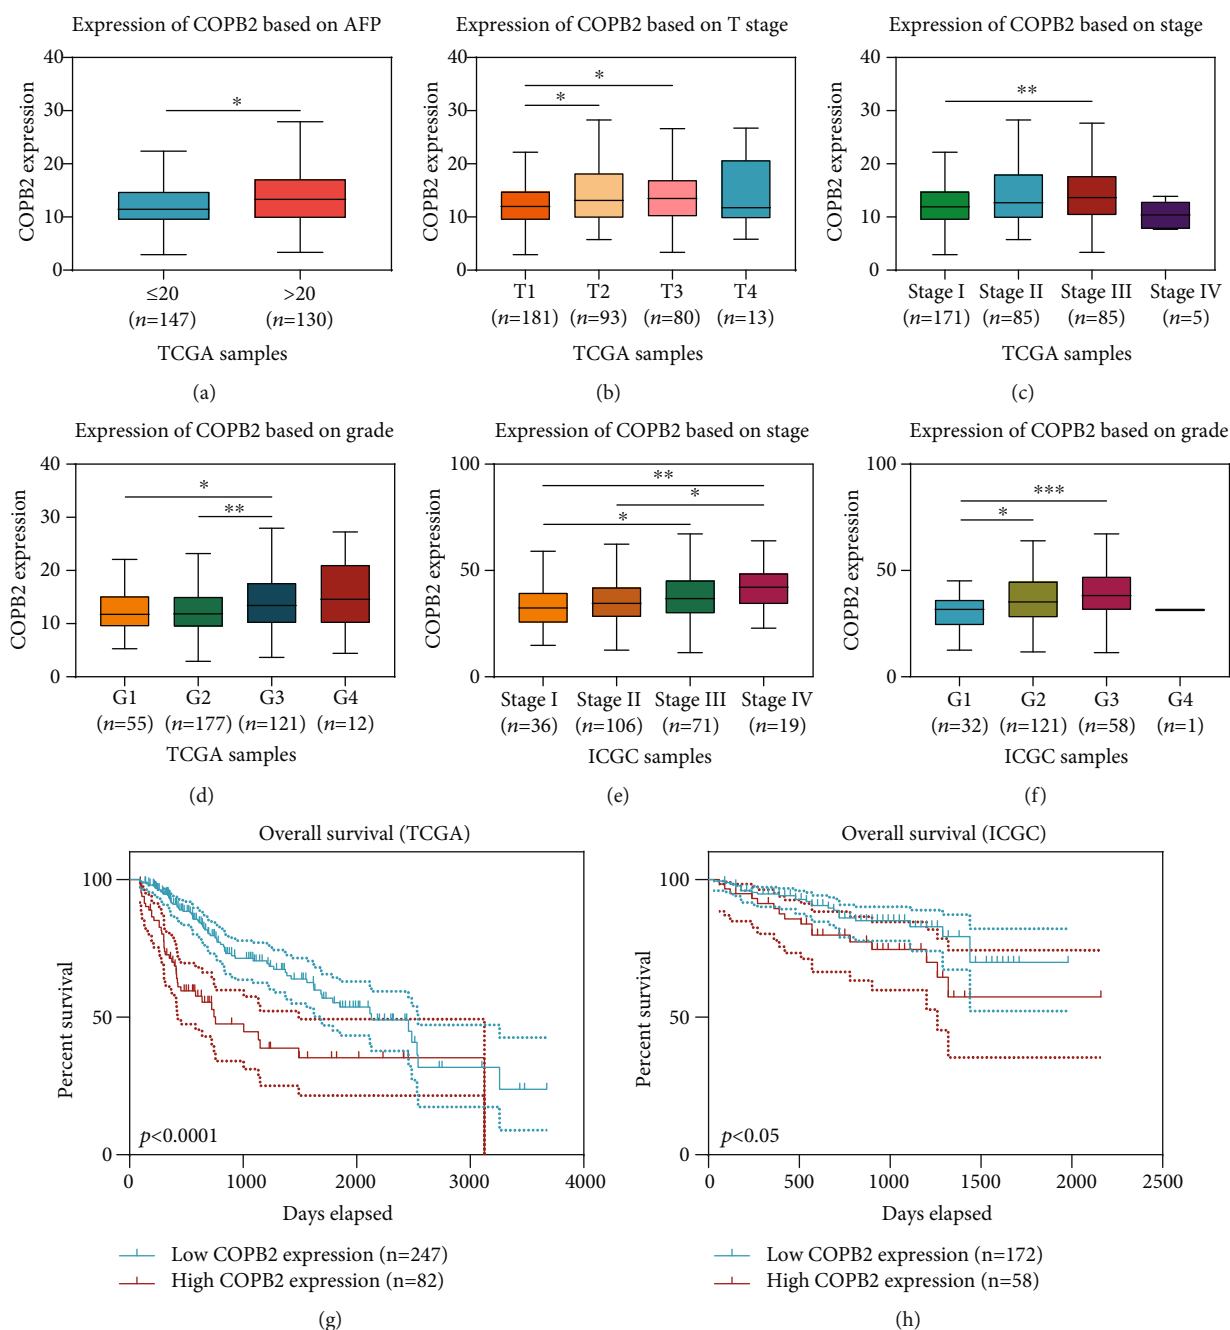 Expression of COPB2 based on AFP
COPB2 expression
40
30
20
10
0
*
≤20 >20
(n=147) (n=130)
TCGA samples
(a)
Expression of COPB2 based on T stage
COPB2 expression
40
30
20
10
0
*
*
T1 T2 T3 T4
(n=181) (n=93) (n=80) (n=13)
TCGA samples
(b)
Expression of COPB2 based on stage
COPB2 expression
40
30
20
10
0
**
Stage I Stage II Stage III Stage IV
(n=171) (n=85) (n=85) (n=5)
TCGA samples
(c)
Expression of COPB2 based on grade
COPB2 expression
40
30
20
10
0
*
**
G1 G2 G3 G4
(n=55) (n=177) (n=121) (n=12)
TCGA samples
(d)
Expression of COPB2 based on stage
COPB2 expression
100
50
0
**
*
*
Stage I Stage II Stage III Stage IV
(n=36) (n=106) (n=71) (n=19)
ICGC samples
(e)
Expression of COPB2 based on grade
COPB2 expression
100
50
0
***
*
G1 G2 G3 G4
(n=32) (n=121) (n=58) (n=1)
ICGC samples
(f)
Overall survival (TCGA)
Percent survival
100
50
0
p<0.0001
0 1000 2000 3000 4000
Days elapsed
Low COPB2 expression (n=247)
High COPB2 expression (n=82)
(g)
Overall survival (ICGC)
Percent survival
100
50
0
p<0.05
0 500 1000 1500 2000 2500
Days elapsed
Low COPB2 expression (n=172)
High COPB2 expression (n=58)
(h)